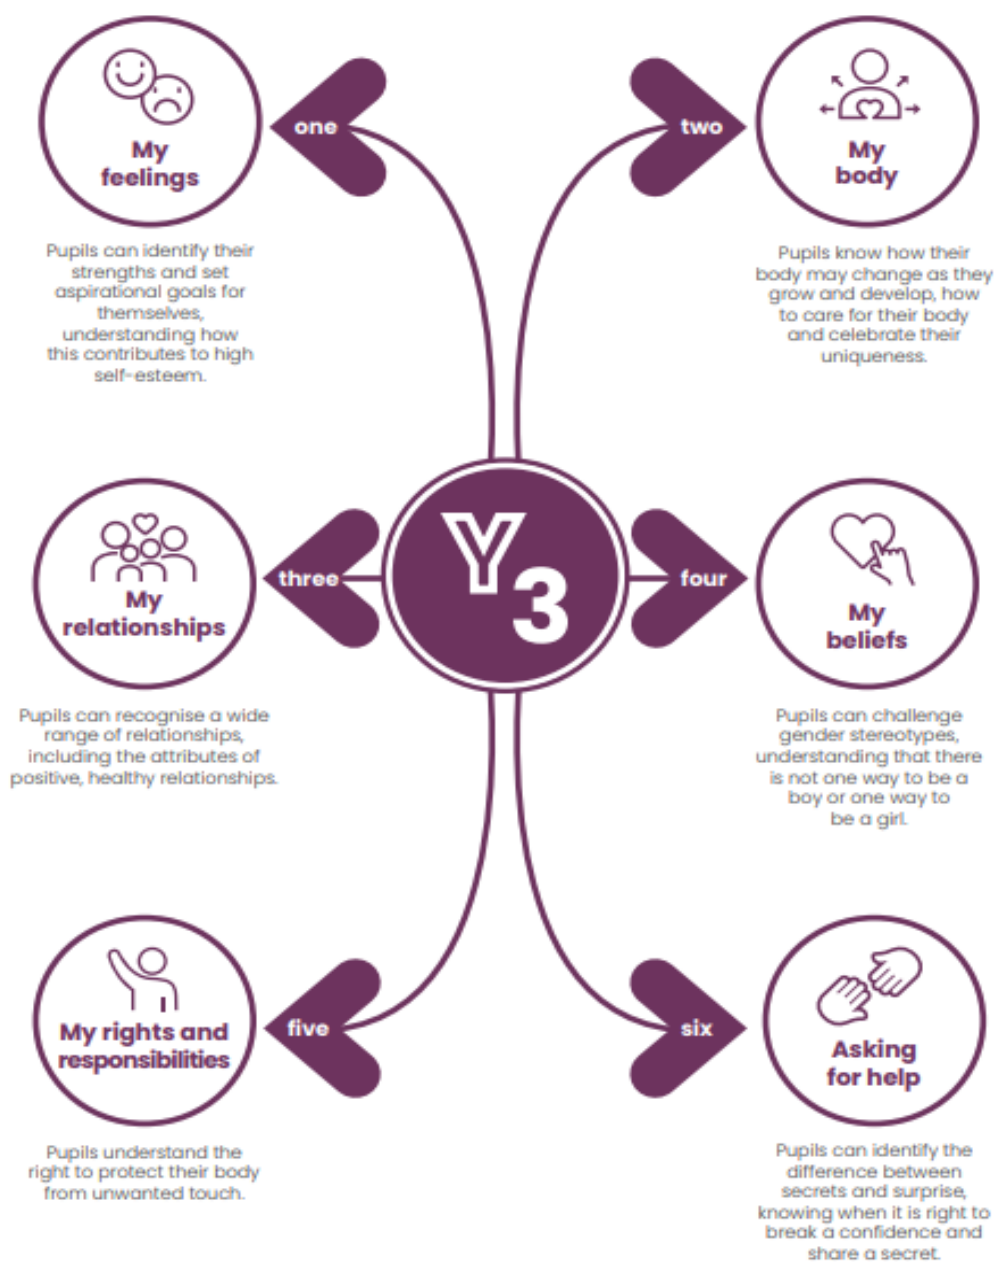 one
My
feelings
Pupils can identify their
strengths and set
aspirational goals for
themselves,
understanding how
this contributes to high
self-esteem.
two
My
body
Pupils know how their
body may change as they
grow and develop, how
to care for their body
and celebrate their
uniqueness.
Y3
three
My
relationships
Pupils can recognise a wide
range of relationships,
including the attributes of
positive, healthy relationships.
four
My
beliefs
Pupils can challenge
gender stereotypes,
understanding that there
is not one way to be a
boy or one way to
be a girl.
five
My rights and
responsibilities
Pupils understand the
right to protect their body
from unwanted touch.
six
Asking
for help
Pupils can identify the
difference between
secrets and surprise,
knowing when it is right to
break a confidence and
share a secret.